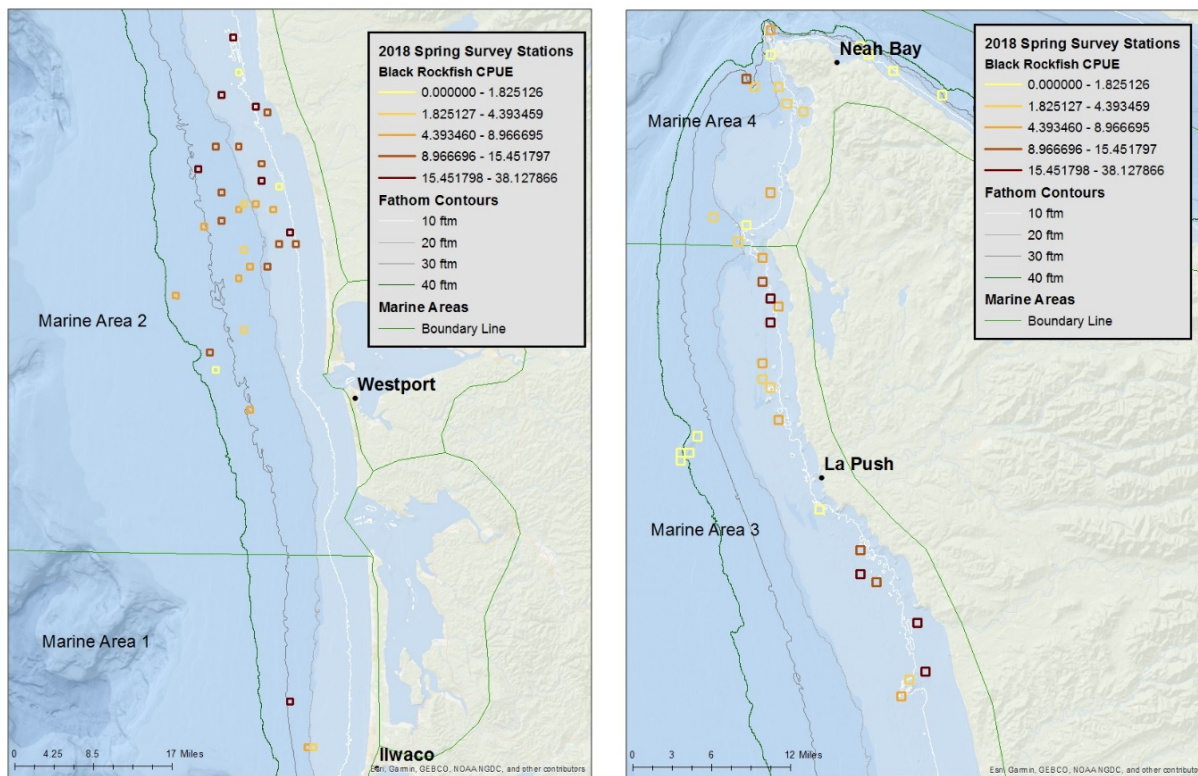 2018 Spring Survey Stations
Black Rockfish CPUE
0.000000 - 1.825126
1.825127 - 4.393459
4.393460 - 8.966695
8.966696 - 15.451797
15.451798 - 38.127866
Fathom Contours
10 ftm
20 ftm
30 ftm
40 ftm
Marine Areas
Boundary Line
Marine Area 2
Westport
Marine Area 1
Ilwaco
0 4.25 8.5 17 Miles
Esri, Garmin, GEBCO, NOAA NGDC, and other contributors
2018 Spring Survey Stations
Black Rockfish CPUE
0.000000 - 1.825126
1.825127 - 4.393459
4.393460 - 8.966695
8.966696 - 15.451797
15.451798 - 38.127866
Fathom Contours
10 ftm
20 ftm
30 ftm
40 ftm
Marine Areas
Boundary Line
Neah Bay
Marine Area 4
La Push
Marine Area 3
0 3 6 12 Miles
Esri, Garmin, GEBCO, NOAA NGDC, and other contributors